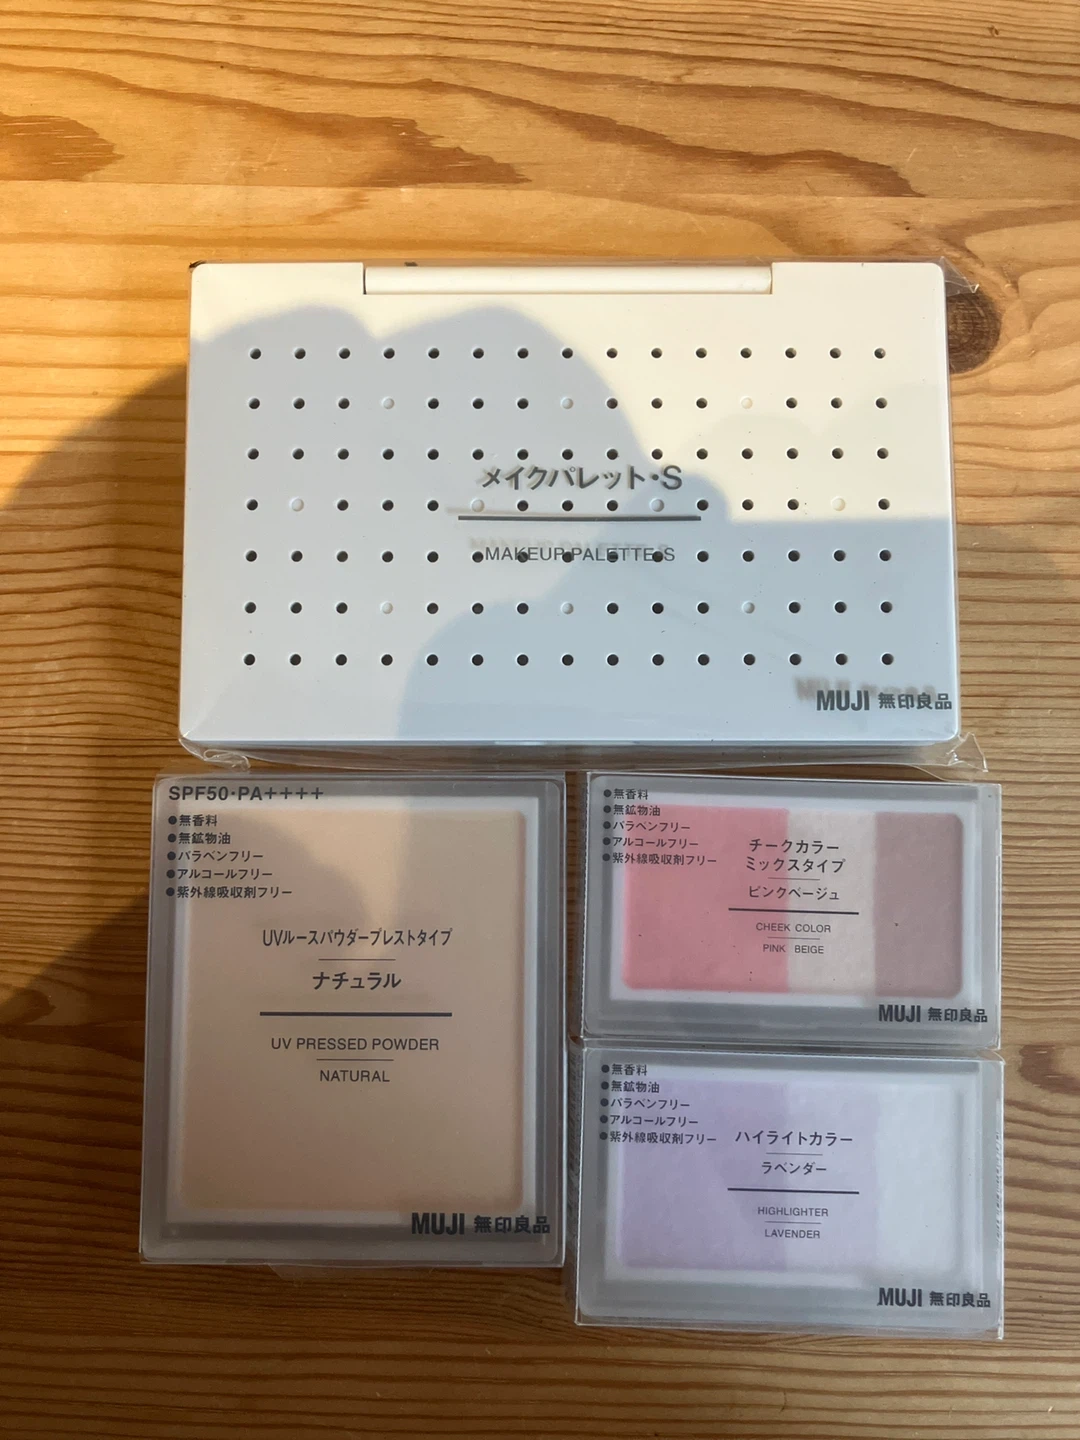 メイクパレット・S
MAKEUP PALETTE・S
MUJI 無印良品
SPF50・PA++++
●無香料
●無鉱物油
●パラベンフリー
●アルコールフリー
●紫外線吸収剤フリー
UVルースパウダープレストタイプ
ナチュラル
UV PRESSED POWDER
NATURAL
MUJI 無印良品
●無香料
●無鉱物油
●パラベンフリー
●アルコールフリー
●紫外線吸収剤フリー
チークカラー
ミックスタイプ
ピンクベージュ
CHEEK COLOR
PINK BEIGE
MUJI 無印良品
●無香料
●無鉱物油
●パラベンフリー
●アルコールフリー
●紫外線吸収剤フリー
ハイライトカラー
ラベンダー
HIGHLIGHTER
LAVENDER
MUJI 無印良品